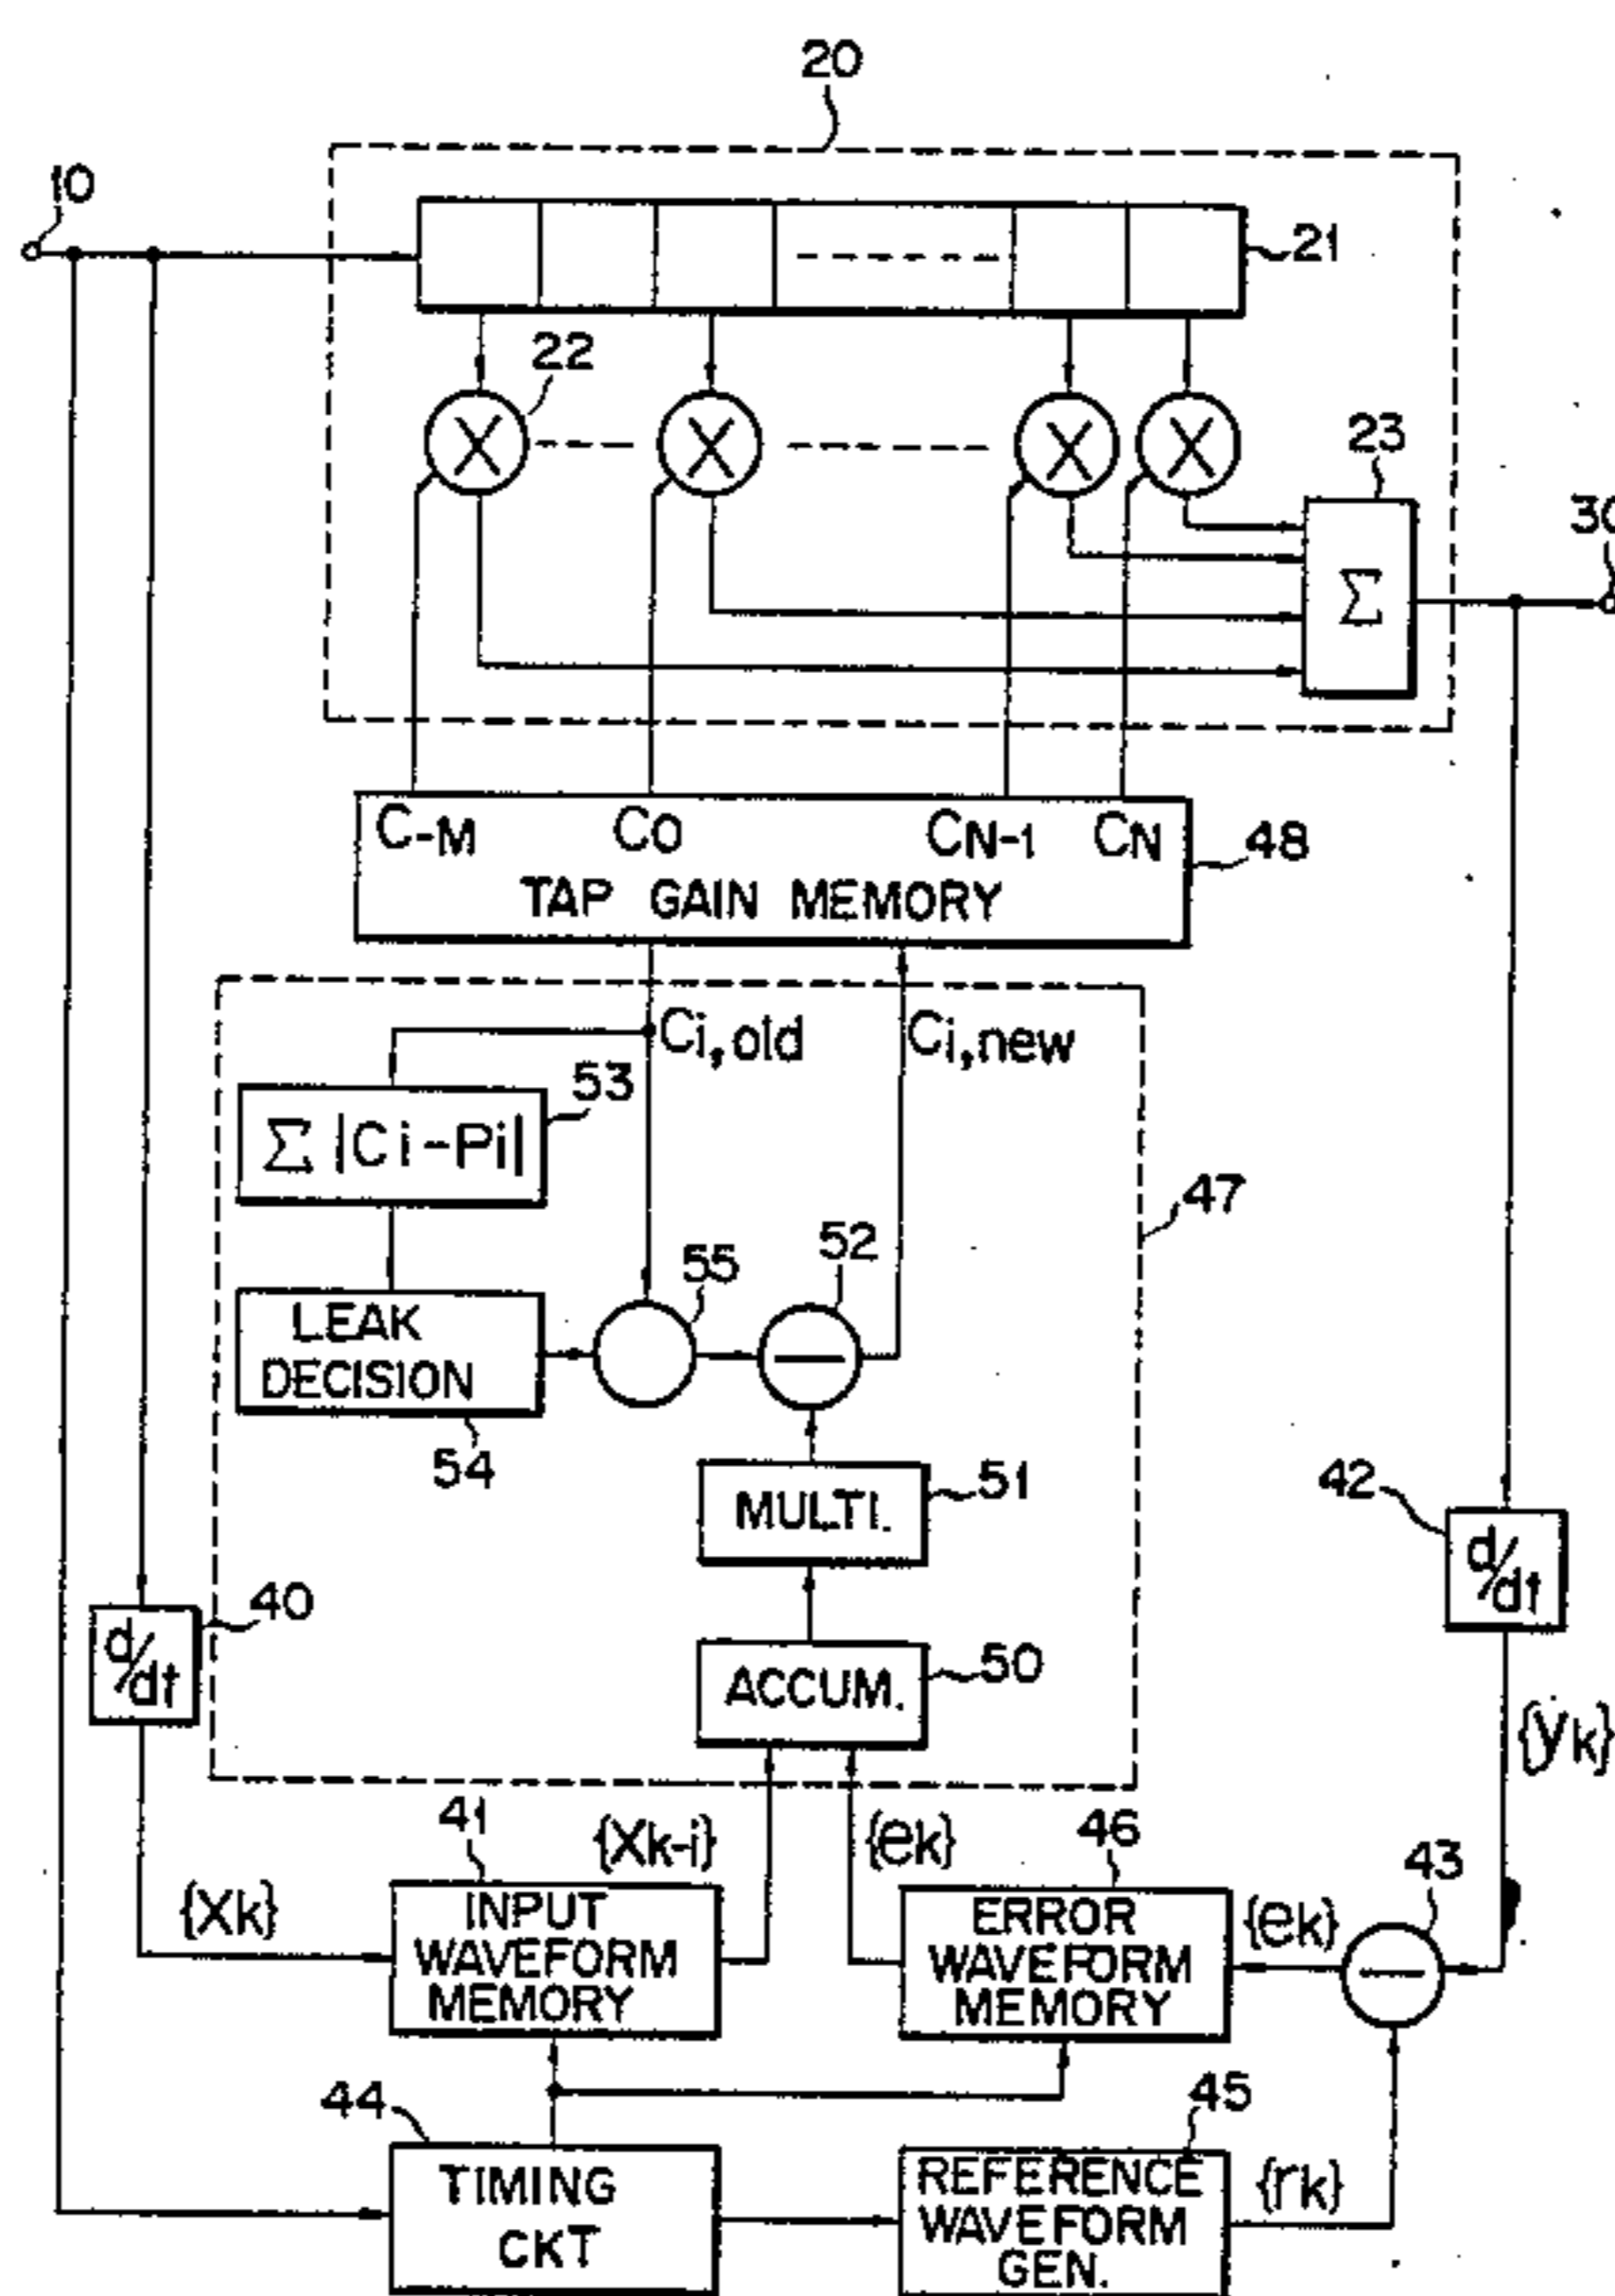 20
10
21
22
23
30
Σ
C-M
C0
CN-1
CN
48
TAP GAIN MEMORY
Ci,old
Ci,new
53
Σ |Ci-Pi|
47
55
52
LEAK
DECISION
54
51
MULTI.
42
d/dt
40
d/dt
50
ACCUM.
{yk}
41
{xk-i}
{ek}
46
43
{xk}
INPUT
WAVEFORM
MEMORY
ERROR
WAVEFORM
MEMORY
{ek}
44
45
TIMING
CKT
REFERENCE
WAVEFORM
GEN.
{rk}